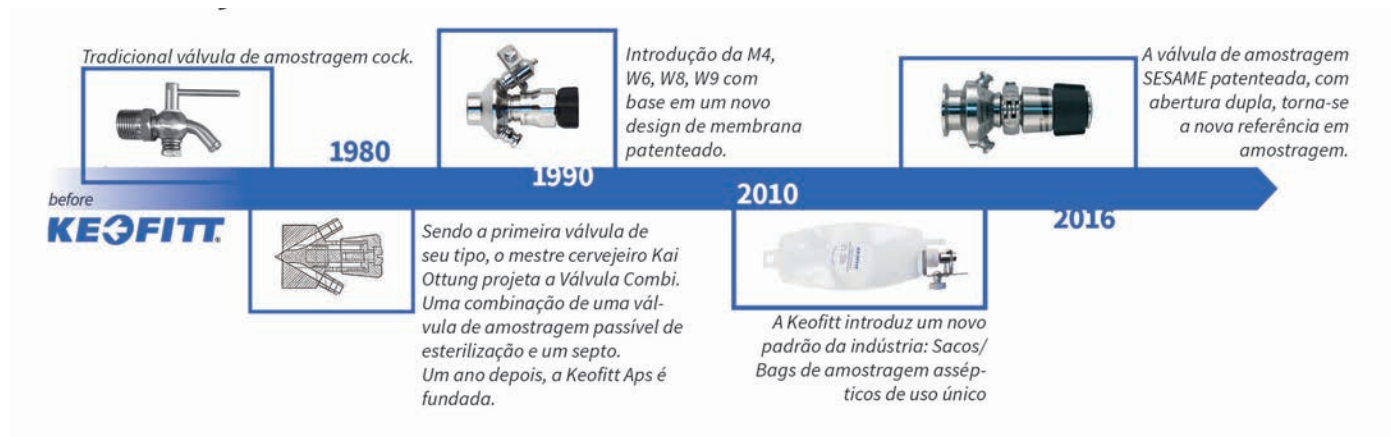 Tradicional válvula de amostragem cock.
before
KEOFITT®
1980
Sendo a primeira válvula de
seu tipo, o mestre cervejeiro Kai
Ottung projeta a Válvula Combi.
Uma combinação de uma vál-
vula de amostragem passível de
esterilização e um septo.
Um ano depois, a Keofitt Aps é
fundada.
1990
Introdução da M4,
W6, W8, W9 com
base em um novo
design de membrana
patenteado.
2010
A Keofitt introduz um novo
padrão da indústria: Sacos/
Bags de amostragem assép-
ticos de uso único
2016
A válvula de amostragem
SESAME patenteada, com
abertura dupla, torna-se
a nova referência em
amostragem.